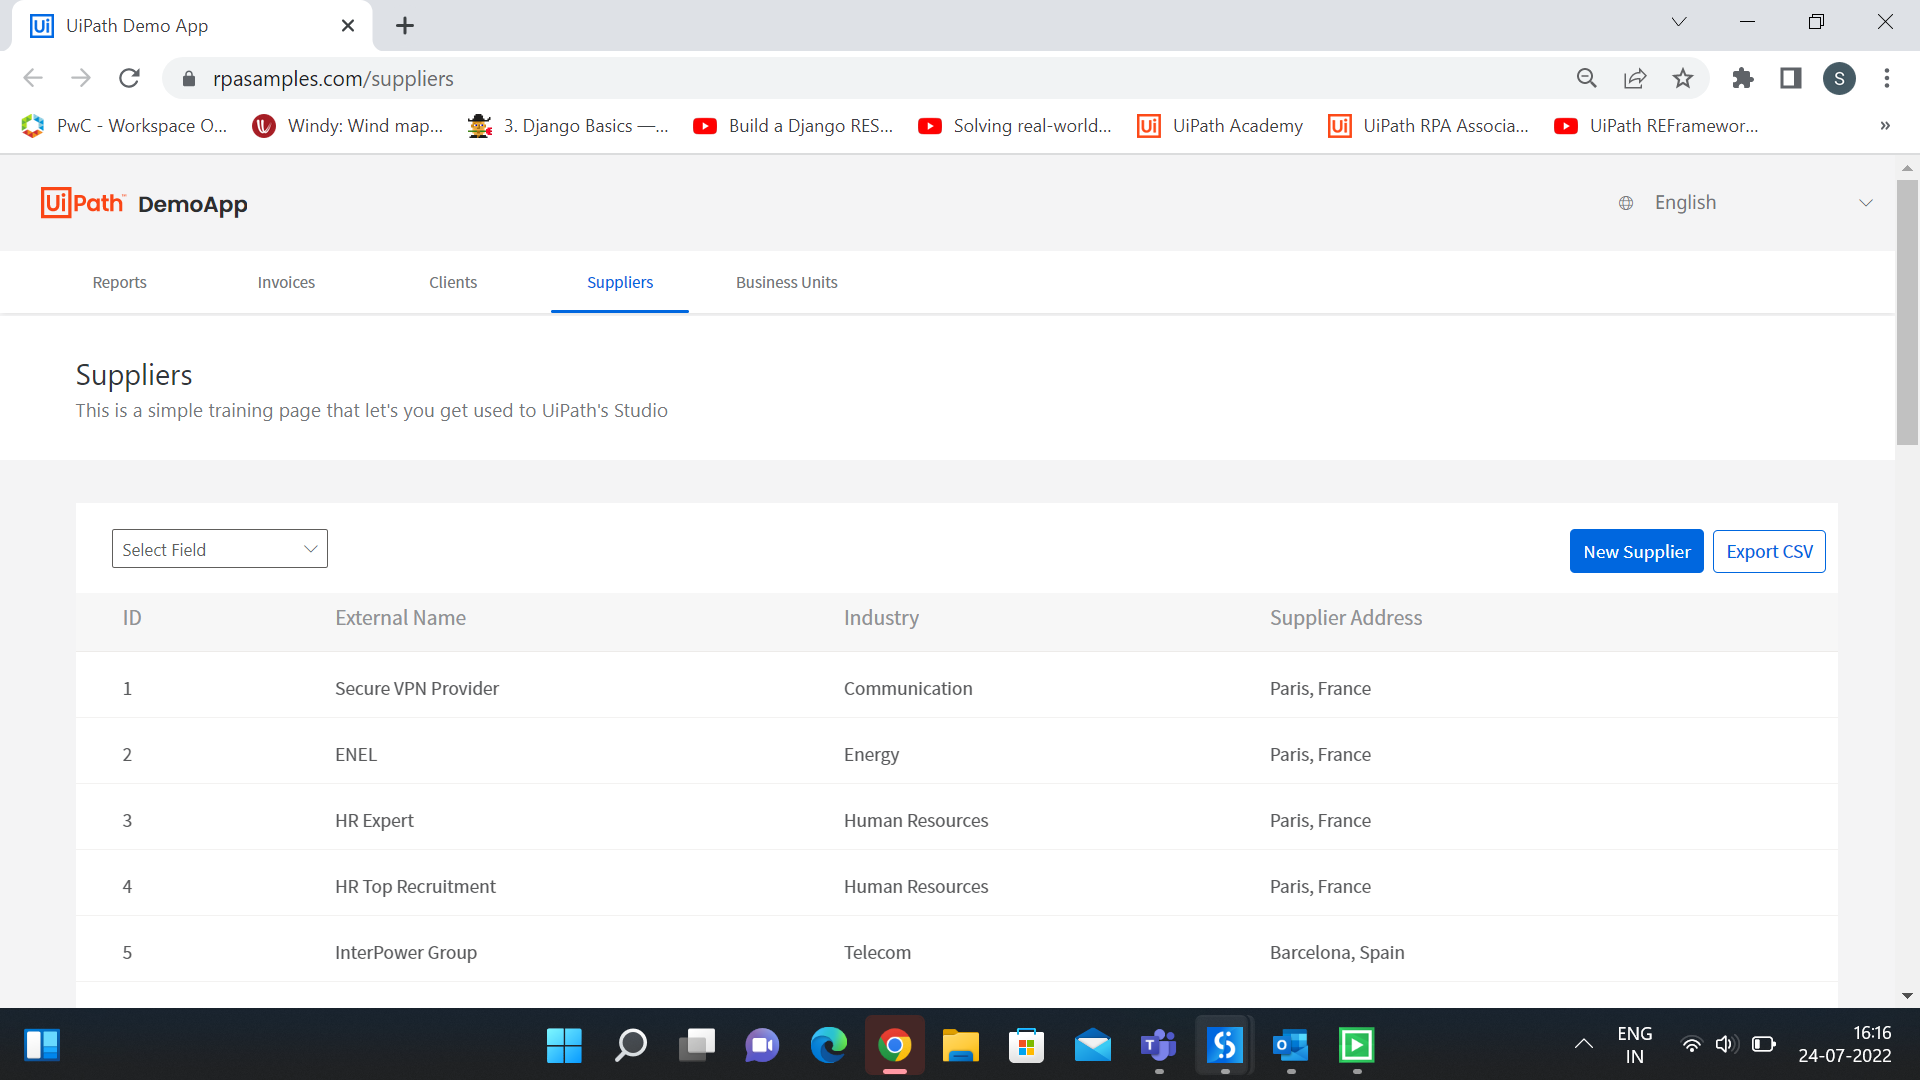 Ui UiPath Demo App
rpasamples.com/suppliers
S
PwC - Workspace O... Windy: Wind map... 3. Django Basics —... Build a Django RES... Solving real-world... Ui UiPath Academy Ui UiPath RPA Associa... UiPath REFramewor... »
UiPath™ DemoApp
English
Reports Invoices Clients Suppliers Business Units
Suppliers
This is a simple training page that let's you get used to UiPath's Studio
Select Field New Supplier Export CSV
ID External Name Industry Supplier Address
1 Secure VPN Provider Communication Paris, France
2 ENEL Energy Paris, France
3 HR Expert Human Resources Paris, France
4 HR Top Recruitment Human Resources Paris, France
5 InterPower Group Telecom Barcelona, Spain
ENG
IN
16:16
24-07-2022